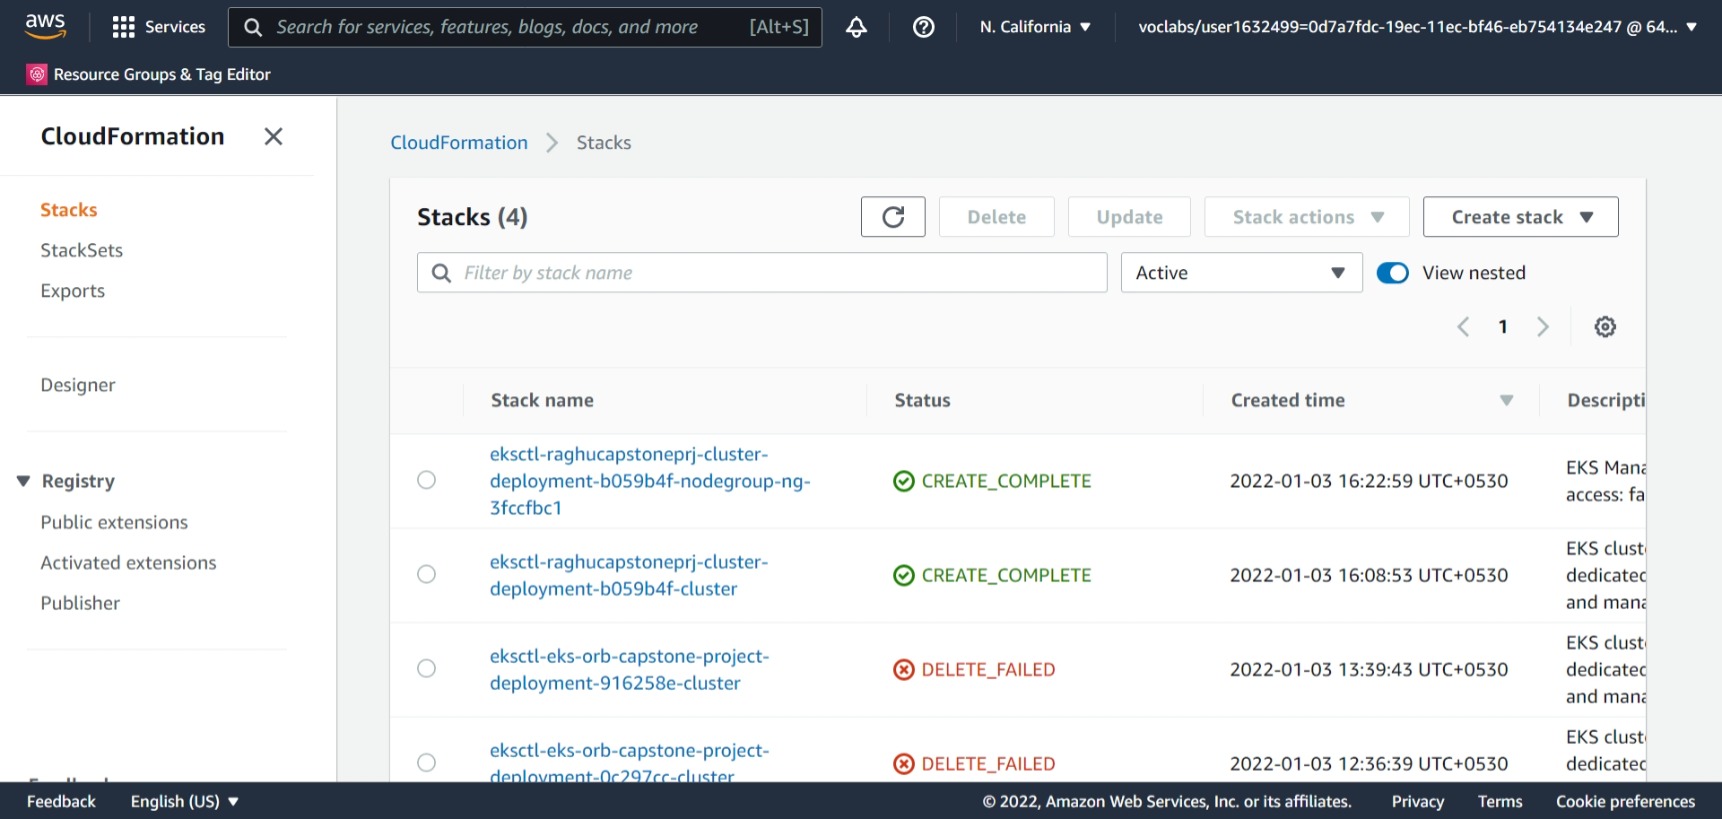 aws
Services
Search for services, features, blogs, docs, and more
[Alt+S]
N. California
voclabs/user1632499=0d7a7fdc-19ec-11ec-bf46-eb754134e247 @ 64...
Resource Groups & Tag Editor
CloudFormation
Stacks
StackSets
Exports
Designer
Registry
Public extensions
Activated extensions
Publisher
CloudFormation
Stacks
Stacks (4)
Delete
Update
Stack actions
Create stack
Filter by stack name
Active
View nested
1
Stack name
Status
Created time
Descripti
eksctl-raghucapstoneprj-cluster-
deployment-b059b4f-nodegroup-ng-
3fccfbc1
CREATE_COMPLETE
2022-01-03 16:22:59 UTC+0530
EKS Mana
access: fa
eksctl-raghucapstoneprj-cluster-
deployment-b059b4f-cluster
CREATE_COMPLETE
2022-01-03 16:08:53 UTC+0530
EKS clust
dedicated
and mana
eksctl-eks-orb-capstone-project-
deployment-916258e-cluster
DELETE_FAILED
2022-01-03 13:39:43 UTC+0530
EKS clust
dedicated
and mana
eksctl-eks-orb-capstone-project-
deployment-0c297cc-cluster
DELETE_FAILED
2022-01-03 12:36:39 UTC+0530
EKS clust
dedicated
Feedback
English (US)
© 2022, Amazon Web Services, Inc. or its affiliates.
Privacy
Terms
Cookie preferences